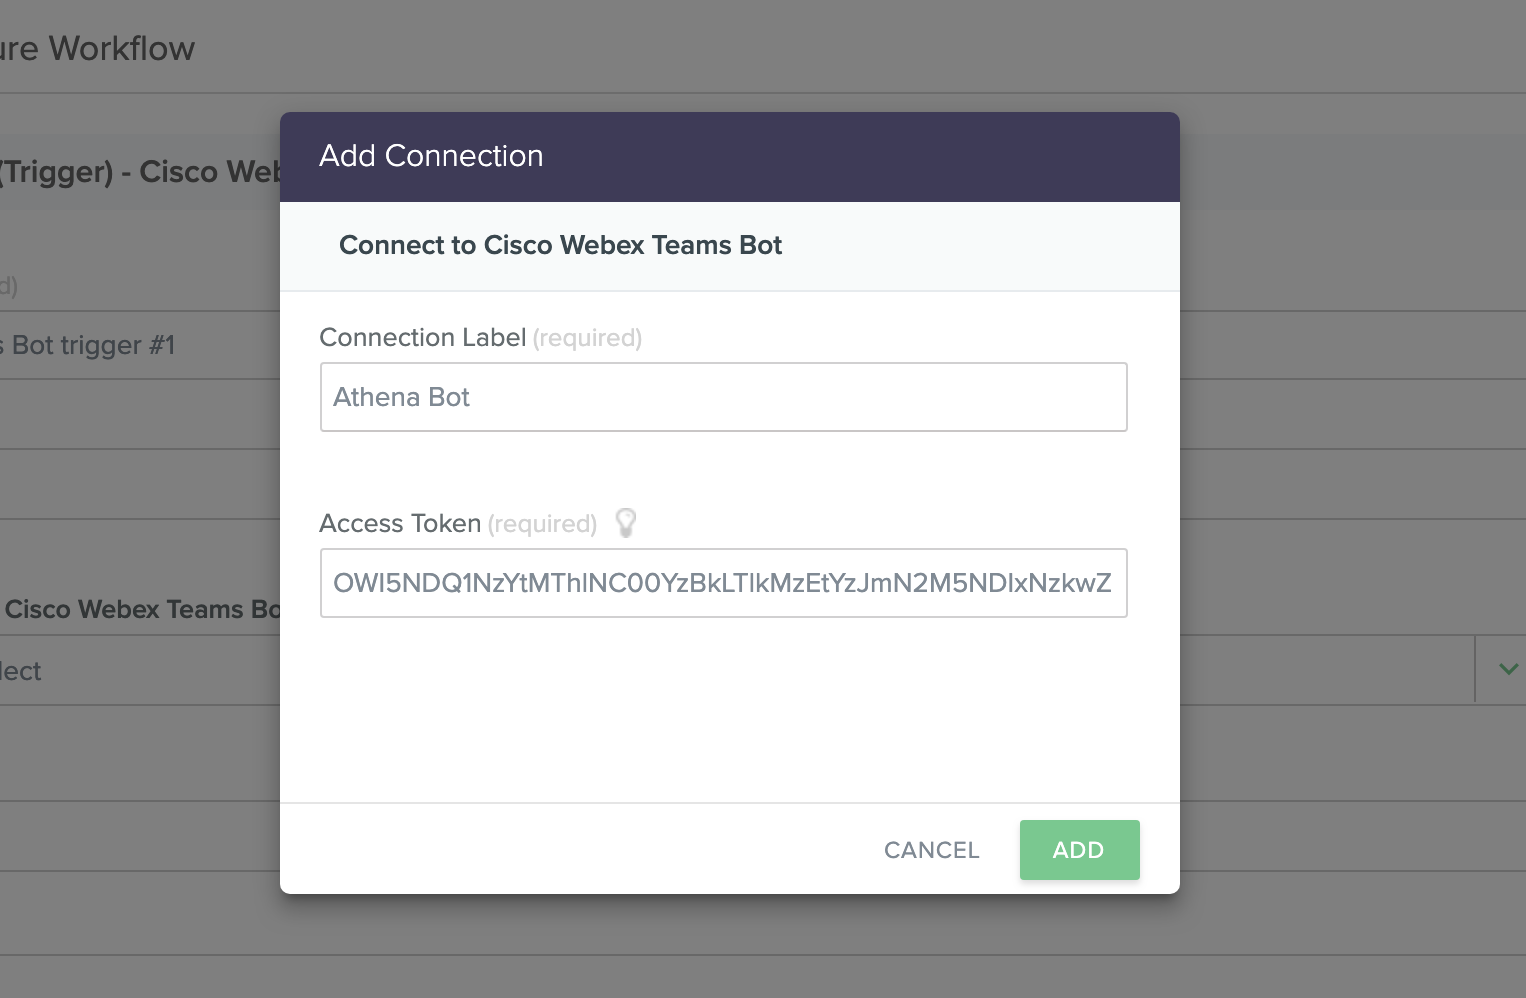 ure Workflow
(Trigger) - Cisco Web
Add Connection
Connect to Cisco Webex Teams Bot
d)
s Bot trigger #1
Connection Label (required)
Athena Bot
Access Token (required)
OWI5NDQ1NzYtMThlNC00YzBkLTlkMzEtYzJmN2M5NDIxNzkwZ
Cisco Webex Teams Bo
lect
CANCEL
ADD